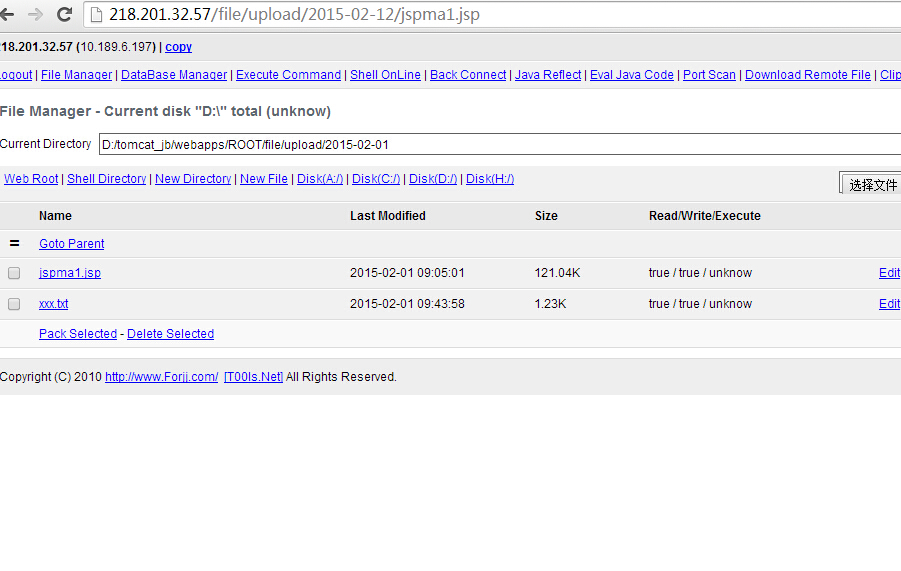 218.201.32.57/file/upload/2015-02-12/jspma1.jsp
18.201.32.57 (10.189.6.197) | copy
ogout | File Manager | DataBase Manager | Execute Command | Shell OnLine | Back Connect | Java Reflect | Eval Java Code | Port Scan | Download Remote File | Clip
File Manager - Current disk "D:\" total (unknow)
Current Directory D:/tomcat_jb/webapps/ROOT/file/upload/2015-02-01
Web Root | Shell Directory | New Directory | New File | Disk(A:/) | Disk(C:/) | Disk(D:/) | Disk(H:/) 选择文件
Name Last Modified Size Read/Write/Execute
= Goto Parent
jspma1.jsp 2015-02-01 09:05:01 121.04K true / true / unknow Edit
xxx.txt 2015-02-01 09:43:58 1.23K true / true / unknow Edit
Pack Selected - Delete Selected
Copyright (C) 2010 http://www.Forjj.com/ [T00ls.Net] All Rights Reserved.